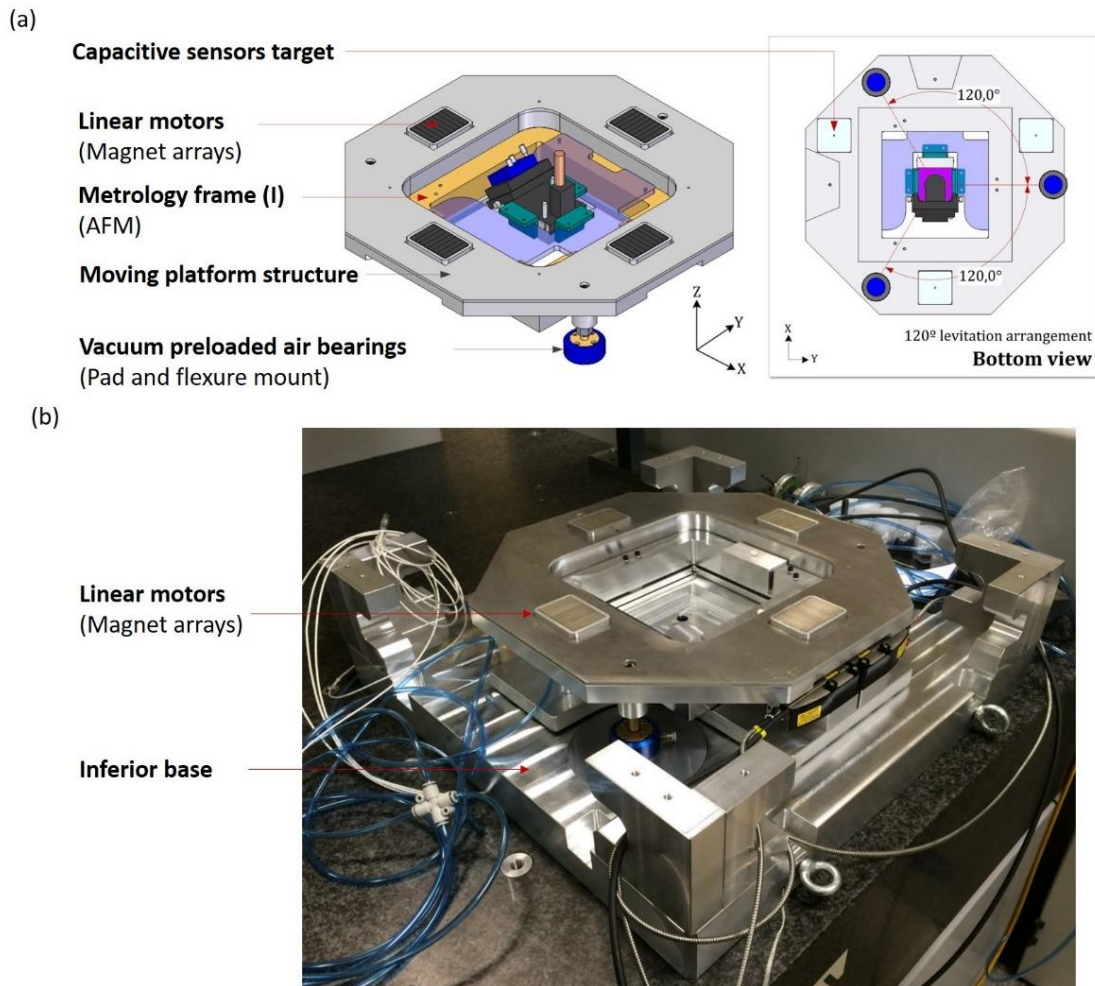 (a)
Capacitive sensors target
Linear motors
(Magnet arrays)
Metrology frame (I)
(AFM)
Moving platform structure
Vacuum preloaded air bearings
(Pad and flexure mount)
Z
Y
X
120,0°
120,0°
X
Y
120º levitation arrangement
Bottom view
(b)
Linear motors
(Magnet arrays)
Inferior base